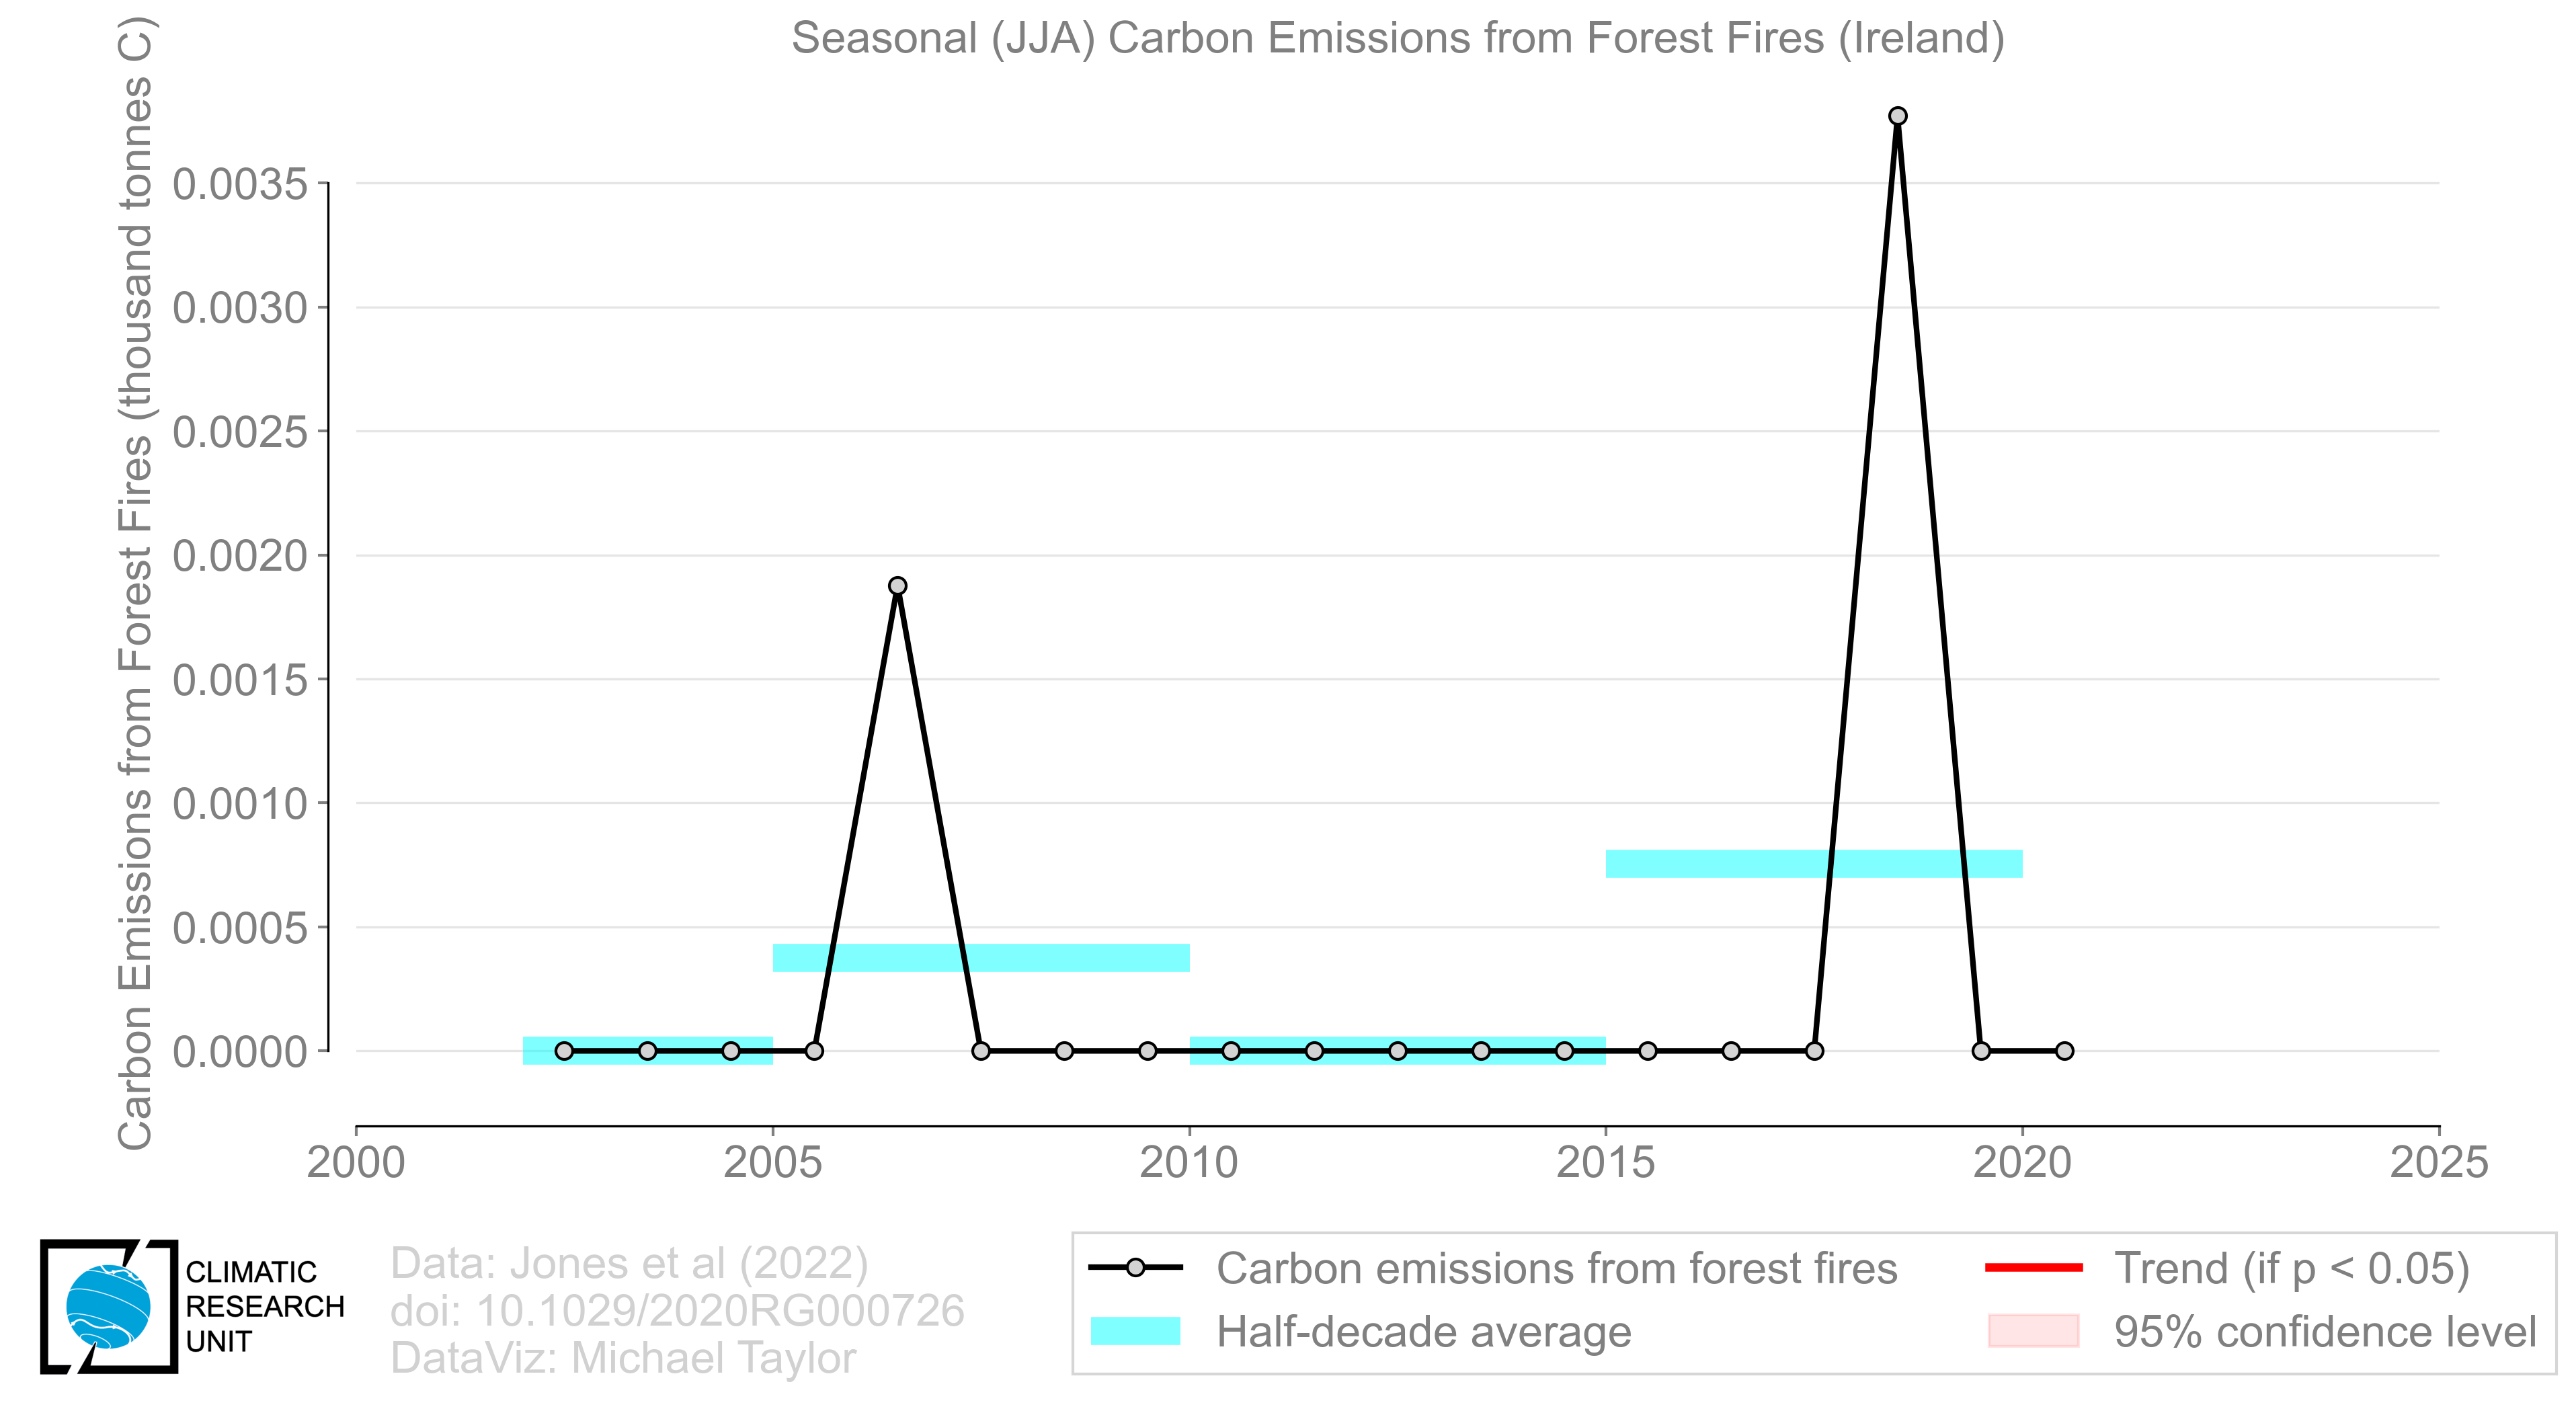 Seasonal (JJA) Carbon Emissions from Forest Fires (Ireland)
Carbon Emissions from Forest Fires (thousand tonnes C)
0.0035
0.0030
0.0025
0.0020
0.0015
0.0010
0.0005
0.0000
2000 2005 2010 2015 2020 2025
CLIMATIC
RESEARCH
UNIT
Data: Jones et al (2022)
doi: 10.1029/2020RG000726
DataViz: Michael Taylor
Carbon emissions from forest fires
Half-decade average
Trend (if p < 0.05)
95% confidence level